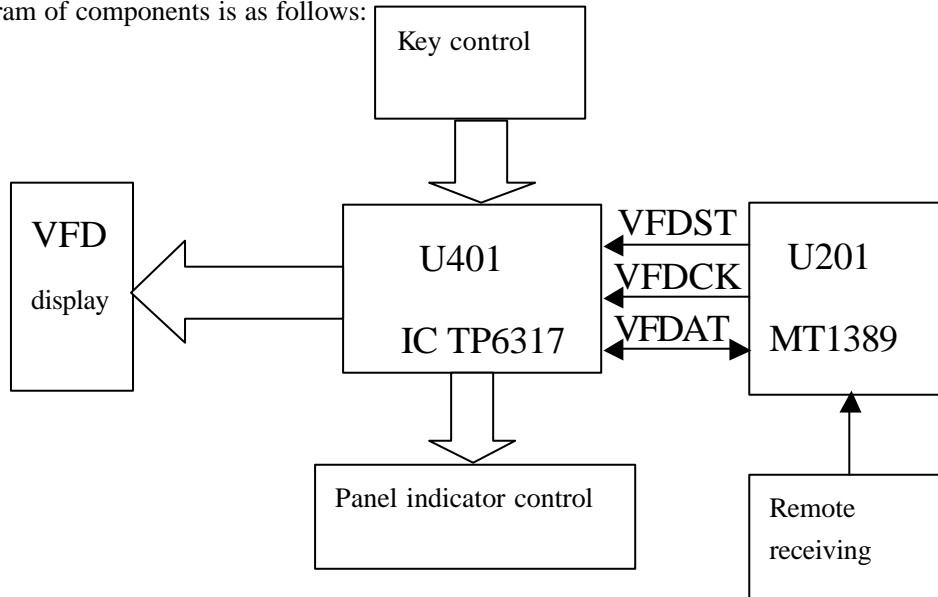 ram of components is as follows:
Key control
VFD
display
U401
IC TP6317
VFDST
VFDCK
VFDAT
U201
MT1389
Panel indicator control
Remote
receiving